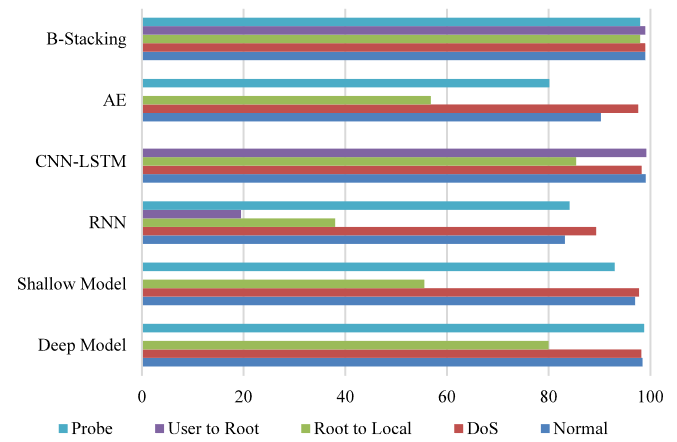 B-Stacking
AE
CNN-LSTM
RNN
Shallow Model
Deep Model
0 20 40 60 80 100
Probe User to Root Root to Local DoS Normal